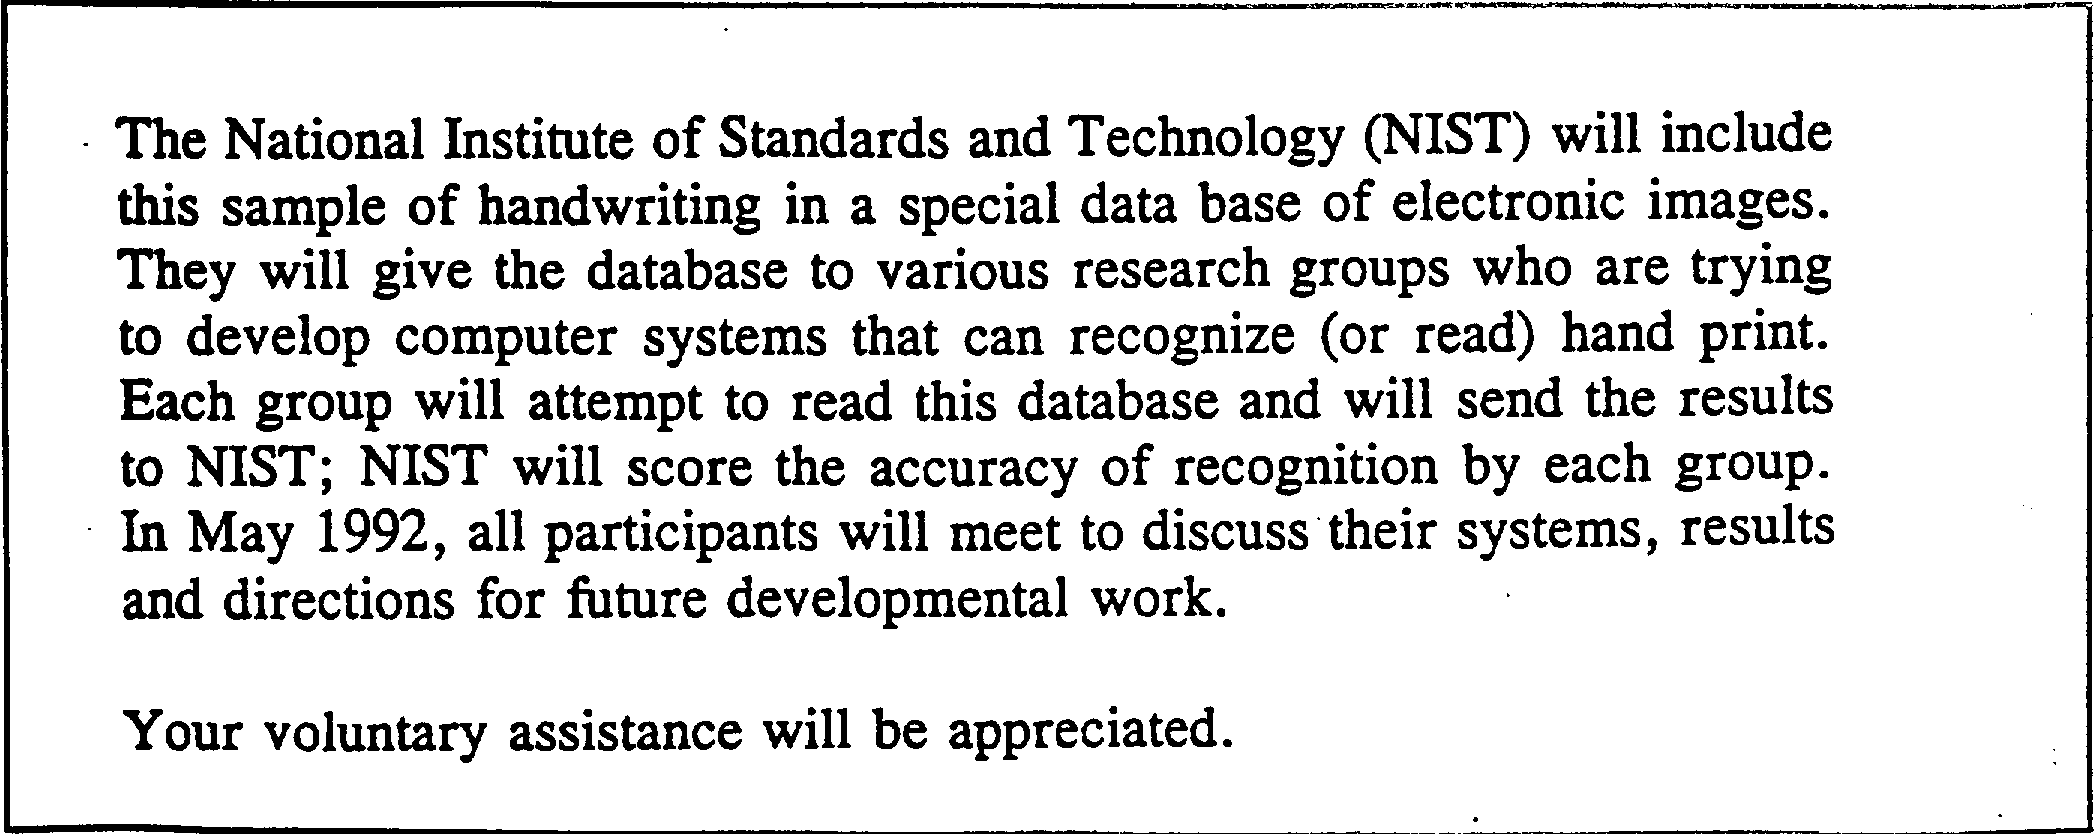 The National Institute of Standards and Technology (NIST) will include
this sample of handwriting in a special data base of electronic images.
They will give the database to various research groups who are trying
to develop computer systems that can recognize (or read) hand print.
Each group will attempt to read this database and will send the results
to NIST; NIST will score the accuracy of recognition by each group.
In May 1992, all participants will meet to discuss their systems, results
and directions for future developmental work.
Your voluntary assistance will be appreciated.